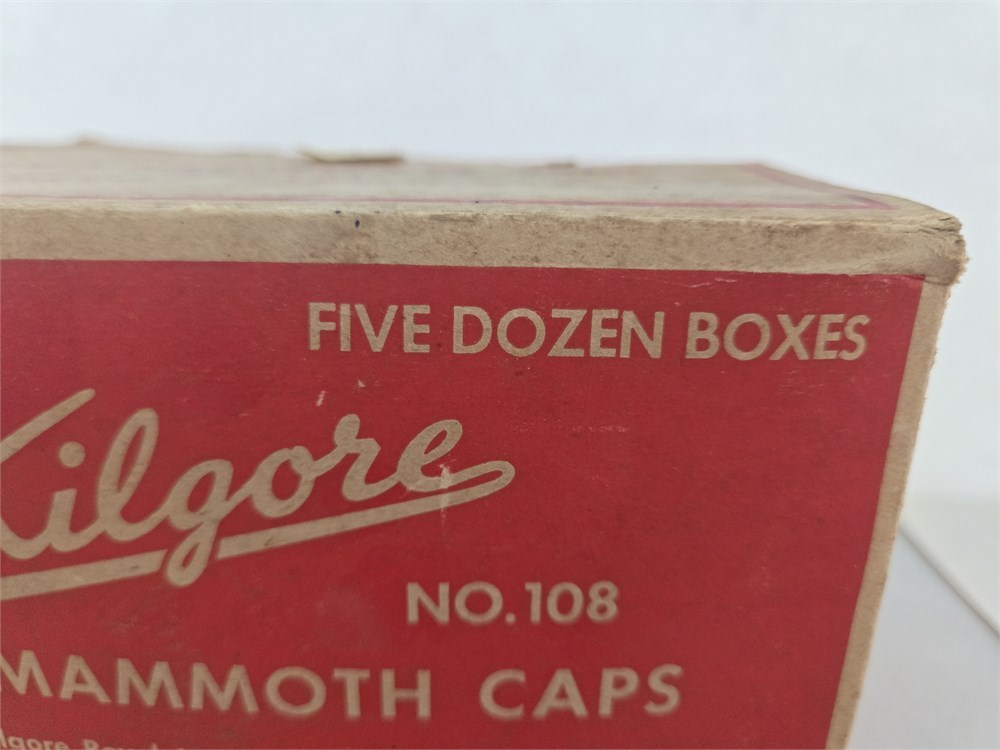 FIVE DOZEN BOXES
Kilgore
NO. 108
MAMMOTH CAPS